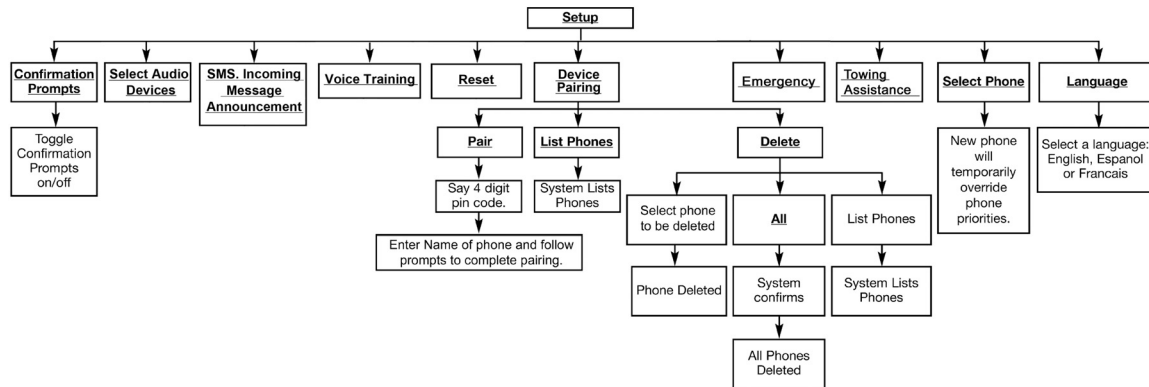 Setup
Confirmation
Prompts
Select Audio
Devices
SMS. Incoming
Message
Announcement
Voice Training
Reset
Device
Pairing
Emergency
Towing
Assistance
Select Phone
Language
Toggle
Confirmation
Prompts
on/off
Pair
List Phones
Delete
New phone
will
temporarily
override
phone
priorities.
Select a language:
English, Espanol
or Francais
Say 4 digit
pin code.
System Lists
Phones
Select phone
to be deleted
All
List Phones
Enter Name of phone and follow
prompts to complete pairing.
Phone Deleted
System
confirms
System Lists
Phones
All Phones
Deleted